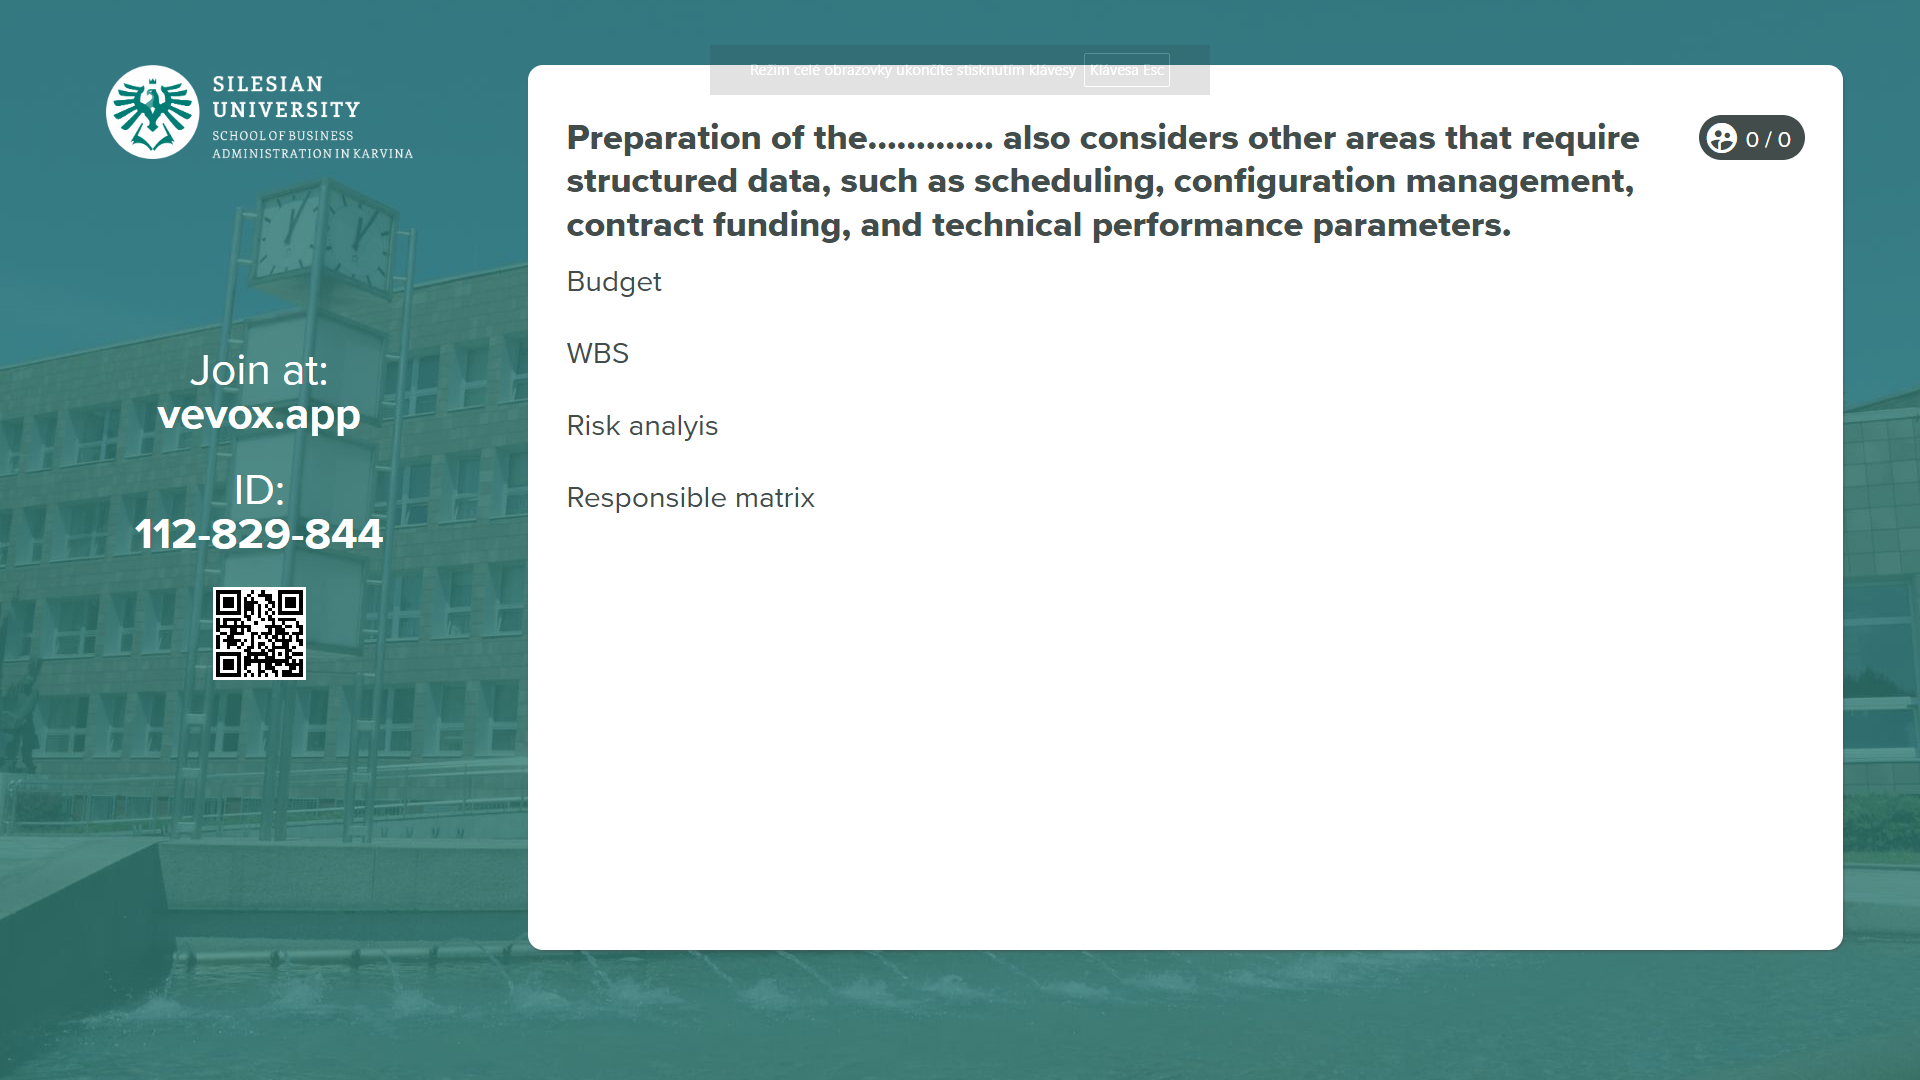 SILESIAN
UNIVERSITY
SCHOOL OF BUSINESS
ADMINISTRATION IN KARVINA
Režim celé obrazovky ukončíte stisknutím klávesy Klávesa Esc
Preparation of the............. also considers other areas that require
structured data, such as scheduling, configuration management,
contract funding, and technical performance parameters.
0 / 0
Budget
WBS
Risk analyis
Responsible matrix
Join at:
vevox.app
ID:
112-829-844